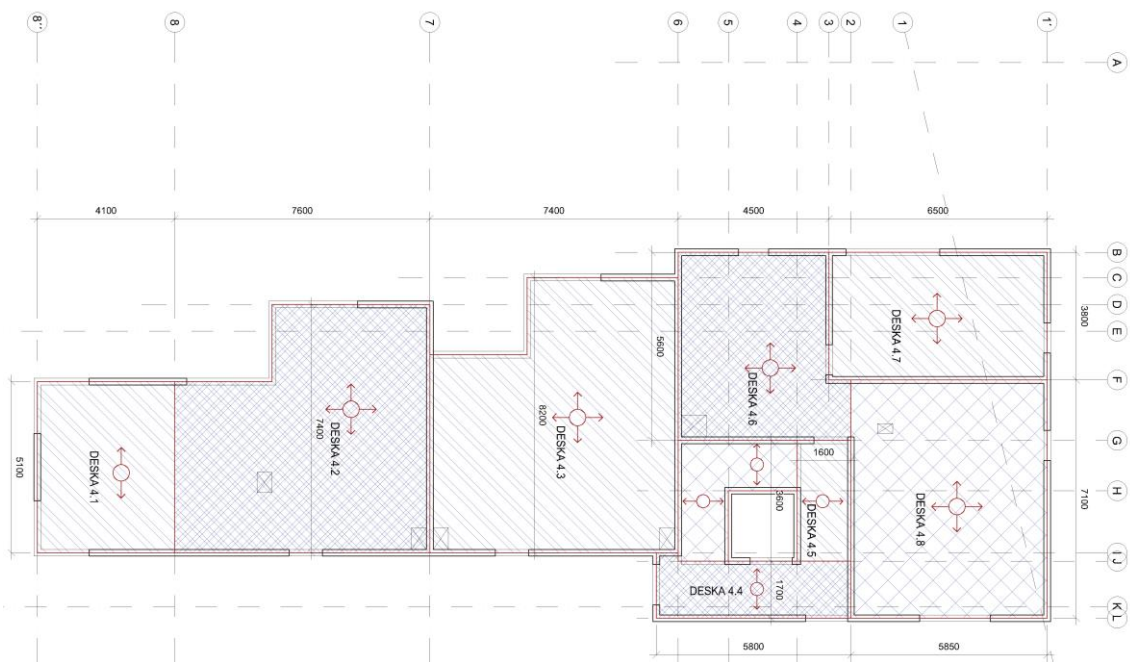 8'' 8 7 6 5 4 3 2 1 1'
A
4100 7600 7400 4500 6500
B
C
D
E
F
G
H
I J
K L
3800
DESKA 4.7
5600
DESKA 4.6
8200
DESKA 4.3
7400
DESKA 4.2
5100
DESKA 4.1
1600
3600
DESKA 4.5
DESKA 4.8
7100
DESKA 4.4
1700
5800 5850